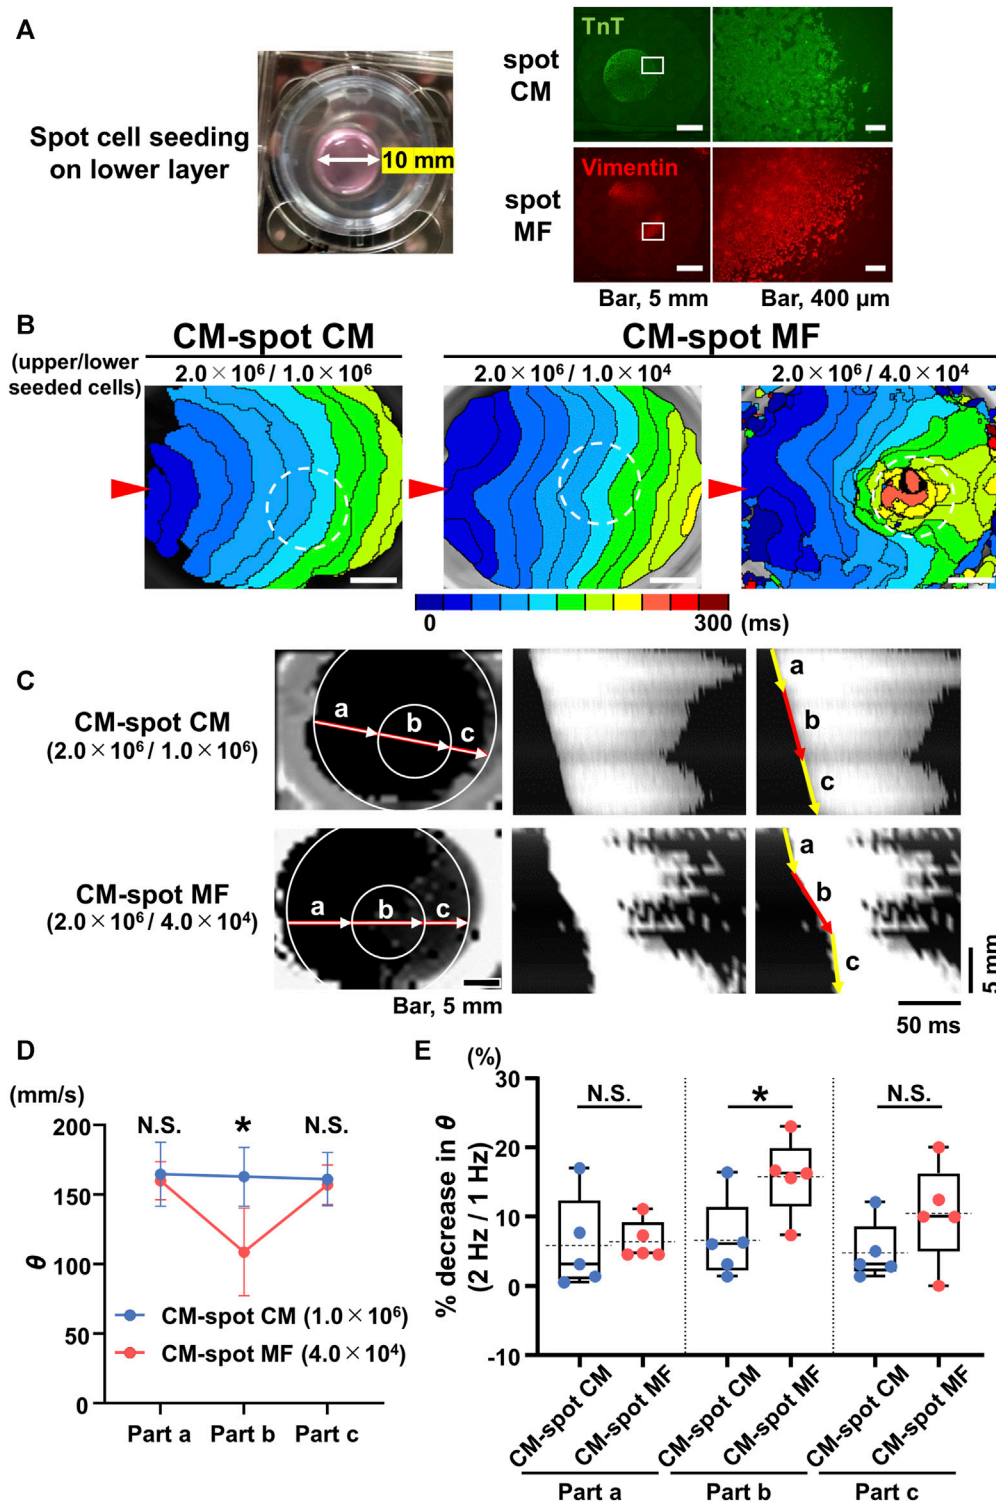 A
Spot cell seeding
on lower layer
10 mm
spot
CM
TnT
spot
MF
Vimentin
Bar, 5 mm
Bar, 400 µm
B
(upper/lower
seeded cells)
CM-spot CM
2.0×10⁶ / 1.0×10⁶
CM-spot MF
2.0×10⁶ / 1.0×10⁴
2.0×10⁶ / 4.0×10⁴
0
300
(ms)
C
CM-spot CM
(2.0×10⁶ / 1.0×10⁶)
a
b
c
a
b
c
CM-spot MF
(2.0×10⁶ / 4.0×10⁴)
a
b
c
a
b
c
Bar, 5 mm
5 mm
50 ms
D
(mm/s)
N.S.
*
N.S.
200
150
100
50
0
θ
CM-spot CM (1.0×10⁶)
CM-spot MF (4.0×10⁴)
Part a
Part b
Part c
E
(%)
% decrease in θ
(2 Hz / 1 Hz)
30
20
10
0
-10
N.S.
*
N.S.
CM-spot CM
CM-spot MF
CM-spot CM
CM-spot MF
CM-spot CM
CM-spot MF
Part a
Part b
Part c